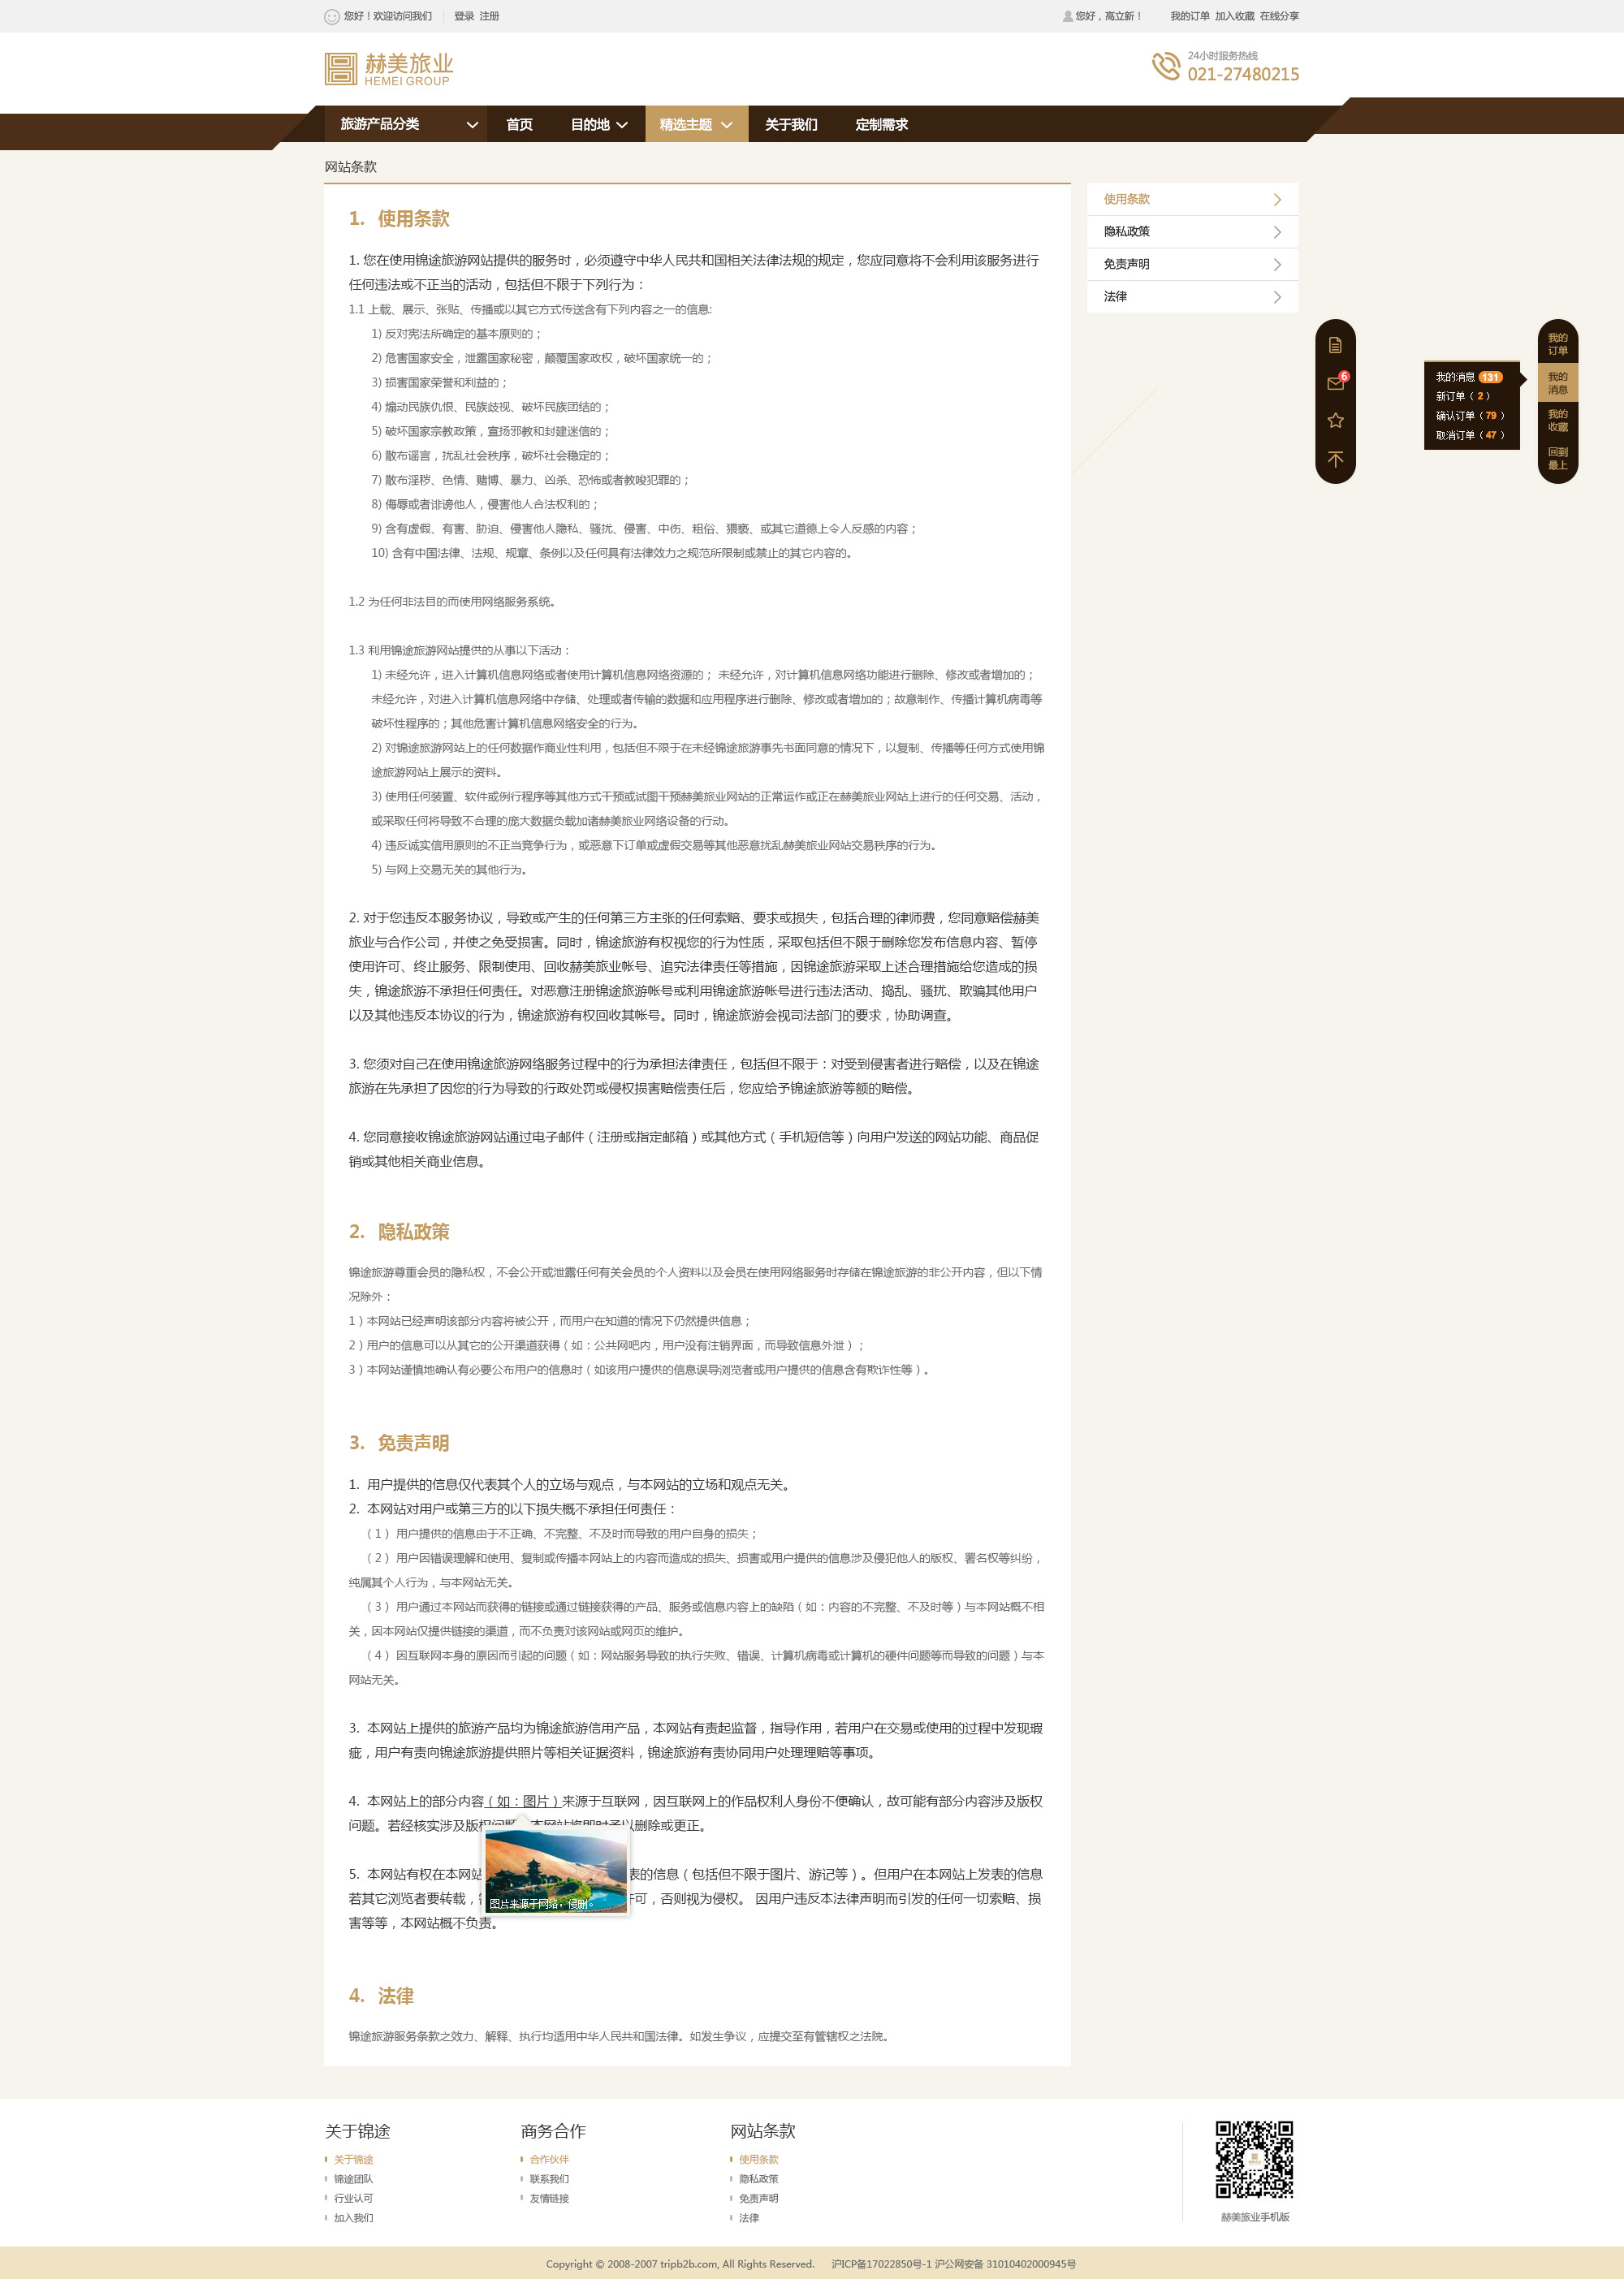 您好！欢迎访问我们 登录 注册
您好，高立新！ 我的订单 加入收藏 在线分享
赫美旅业
HEMEI GROUP
24小时服务热线
021-27480215
旅游产品分类 首页 目的地 精选主题 关于我们 定制需求
网站条款
1. 使用条款
1. 您在使用锦途旅游网站提供的服务时，必须遵守中华人民共和国相关法律法规的规定，您应同意将不会利用该服务进行
任何违法或不正当的活动，包括但不限于下列行为：
1.1 上载、展示、张贴、传播或以其它方式传送含有下列内容之一的信息:
1) 反对宪法所确定的基本原则的；
2) 危害国家安全，泄露国家秘密，颠覆国家政权，破坏国家统一的；
3) 损害国家荣誉和利益的；
4) 煽动民族仇恨、民族歧视、破坏民族团结的；
5) 破坏国家宗教政策，宣扬邪教和封建迷信的；
6) 散布谣言，扰乱社会秩序，破坏社会稳定的；
7) 散布淫秽、色情、赌博、暴力、凶杀、恐怖或者教唆犯罪的；
8) 侮辱或者诽谤他人，侵害他人合法权利的；
9) 含有虚假、有害、胁迫、侵害他人隐私、骚扰、侵害、中伤、粗俗、猥亵、或其它道德上令人反感的内容；
10) 含有中国法律、法规、规章、条例以及任何具有法律效力之规范所限制或禁止的其它内容的。
1.2 为任何非法目的而使用网络服务系统。
1.3 利用锦途旅游网站提供的从事以下活动：
1) 未经允许，进入计算机信息网络或者使用计算机信息网络资源的； 未经允许，对计算机信息网络功能进行删除、修改或者增加的；
未经允许，对进入计算机信息网络中存储、处理或者传输的数据和应用程序进行删除、修改或者增加的；故意制作、传播计算机病毒等
破坏性程序的；其他危害计算机信息网络安全的行为。
2) 对锦途旅游网站上的任何数据作商业性利用，包括但不限于在未经锦途旅游事先书面同意的情况下，以复制、传播等任何方式使用锦
途旅游网站上展示的资料。
3) 使用任何装置、软件或例行程序等其他方式干预或试图干预赫美旅业网站的正常运作或正在赫美旅业网站上进行的任何交易、活动，
或采取任何将导致不合理的庞大数据负载加诸赫美旅业网络设备的行动。
4) 违反诚实信用原则的不正当竞争行为，或恶意下订单或虚假交易等其他恶意扰乱赫美旅业网站交易秩序的行为。
5) 与网上交易无关的其他行为。
2. 对于您违反本服务协议，导致或产生的任何第三方主张的任何索赔、要求或损失，包括合理的律师费，您同意赔偿赫美
旅业与合作公司，并使之免受损害。同时，锦途旅游有权视您的行为性质，采取包括但不限于删除您发布信息内容、暂停
使用许可、终止服务、限制使用、回收赫美旅业帐号、追究法律责任等措施，因锦途旅游采取上述合理措施给您造成的损
失，锦途旅游不承担任何责任。对恶意注册锦途旅游帐号或利用锦途旅游帐号进行违法活动、捣乱、骚扰、欺骗其他用户
以及其他违反本协议的行为，锦途旅游有权回收其帐号。同时，锦途旅游会视司法部门的要求，协助调查。
3. 您须对自己在使用锦途旅游网络服务过程中的行为承担法律责任，包括但不限于：对受到侵害者进行赔偿，以及在锦途
旅游在先承担了因您的行为导致的行政处罚或侵权损害赔偿责任后，您应给予锦途旅游等额的赔偿。
4. 您同意接收锦途旅游网站通过电子邮件（注册或指定邮箱）或其他方式（手机短信等）向用户发送的网站功能、商品促
销或其他相关商业信息。
2. 隐私政策
锦途旅游尊重会员的隐私权，不会公开或泄露任何有关会员的个人资料以及会员在使用网络服务时存储在锦途旅游的非公开内容，但以下情
况除外：
1）本网站已经声明该部分内容将被公开，而用户在知道的情况下仍然提供信息；
2）用户的信息可以从其它的公开渠道获得（如：公共网吧内，用户没有注销界面，而导致信息外泄）；
3）本网站谨慎地确认有必要公布用户的信息时（如该用户提供的信息误导浏览者或用户提供的信息含有欺诈性等）。
3. 免责声明
1. 用户提供的信息仅代表其个人的立场与观点，与本网站的立场和观点无关。
2. 本网站对用户或第三方的以下损失概不承担任何责任：
（1） 用户提供的信息由于不正确、不完整、不及时而导致的用户自身的损失；
（2） 用户因错误理解和使用、复制或传播本网站上的内容而造成的损失、损害或用户提供的信息涉及侵犯他人的版权、署名权等纠纷，
纯属其个人行为，与本网站无关。
（3） 用户通过本网站而获得的链接或通过链接获得的产品、服务或信息内容上的缺陷（如：内容的不完整、不及时等）与本网站概不相
关，因本网站仅提供链接的渠道，而不负责对该网站或网页的维护。
（4） 因互联网本身的原因而引起的问题（如：网站服务导致的执行失败、错误、计算机病毒或计算机的硬件问题等而导致的问题）与本
网站无关。
3. 本网站上提供的旅游产品均为锦途旅游信用产品，本网站有责起监督，指导作用，若用户在交易或使用的过程中发现瑕
疵，用户有责向锦途旅游提供照片等相关证据资料，锦途旅游有责协同用户处理理赔等事项。
4. 本网站上的部分内容（如：图片）来源于互联网，因互联网上的作品权利人身份不便确认，故可能有部分内容涉及版权
问题。若经核实涉及版权问题，本网站将即时予以删除或更正。
5. 本网站有权在本网站 表的信息（包括但不限于图片、游记等）。但用户在本网站上发表的信息
若其它浏览者要转载， 许可，否则视为侵权。 因用户违反本法律声明而引发的任何一切索赔、损
害等等，本网站概不负责。
图片来源于网络，侵删。
4. 法律
锦途旅游服务条款之效力、解释、执行均适用中华人民共和国法律。如发生争议，应提交至有管辖权之法院。
使用条款
隐私政策
免责声明
法律
6
我的消息 131
新订单（ 2 ）
确认订单（ 79 ）
取消订单（ 47 ）
我的
订单
我的
消息
我的
收藏
回到
最上
关于锦途
关于锦途
锦途团队
行业认可
加入我们
商务合作
合作伙伴
联系我们
友情链接
网站条款
使用条款
隐私政策
免责声明
法律
赫美旅业手机版
Copyright © 2008-2007 tripb2b.com, All Rights Reserved. 沪ICP备17022850号-1 沪公网安备 31010402000945号